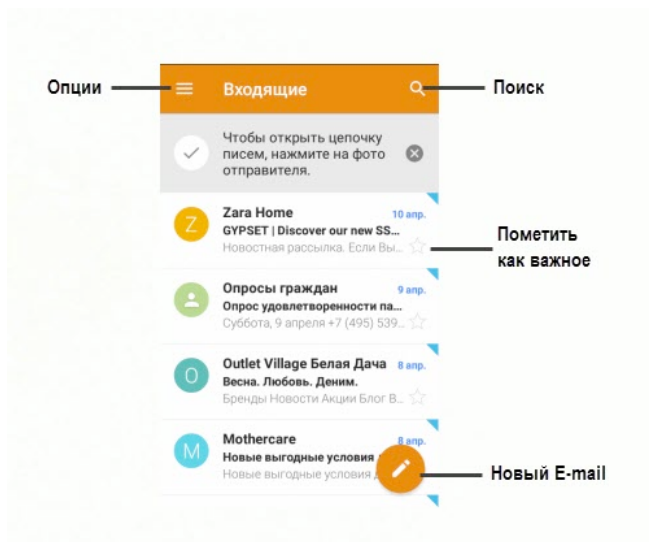 Опции
Входящие
Поиск
Чтобы открыть цепочку
писем, нажмите на фото
отправителя.
Z
Zara Home
10 апр.
GYPSET | Discover our new SS...
Новостная рассылка. Если Вы...
Пометить
как важное
Опросы граждан
9 апр.
Опрос удовлетворенности па...
Суббота, 9 апреля +7 (495) 539...
O
Outlet Village Белая Дача
8 апр.
Весна. Любовь. Деним.
Бренды Новости Акции Блог В...
M
Mothercare
8 апр.
Новые выгодные условия
Новые выгодные условия
Новый E-mail